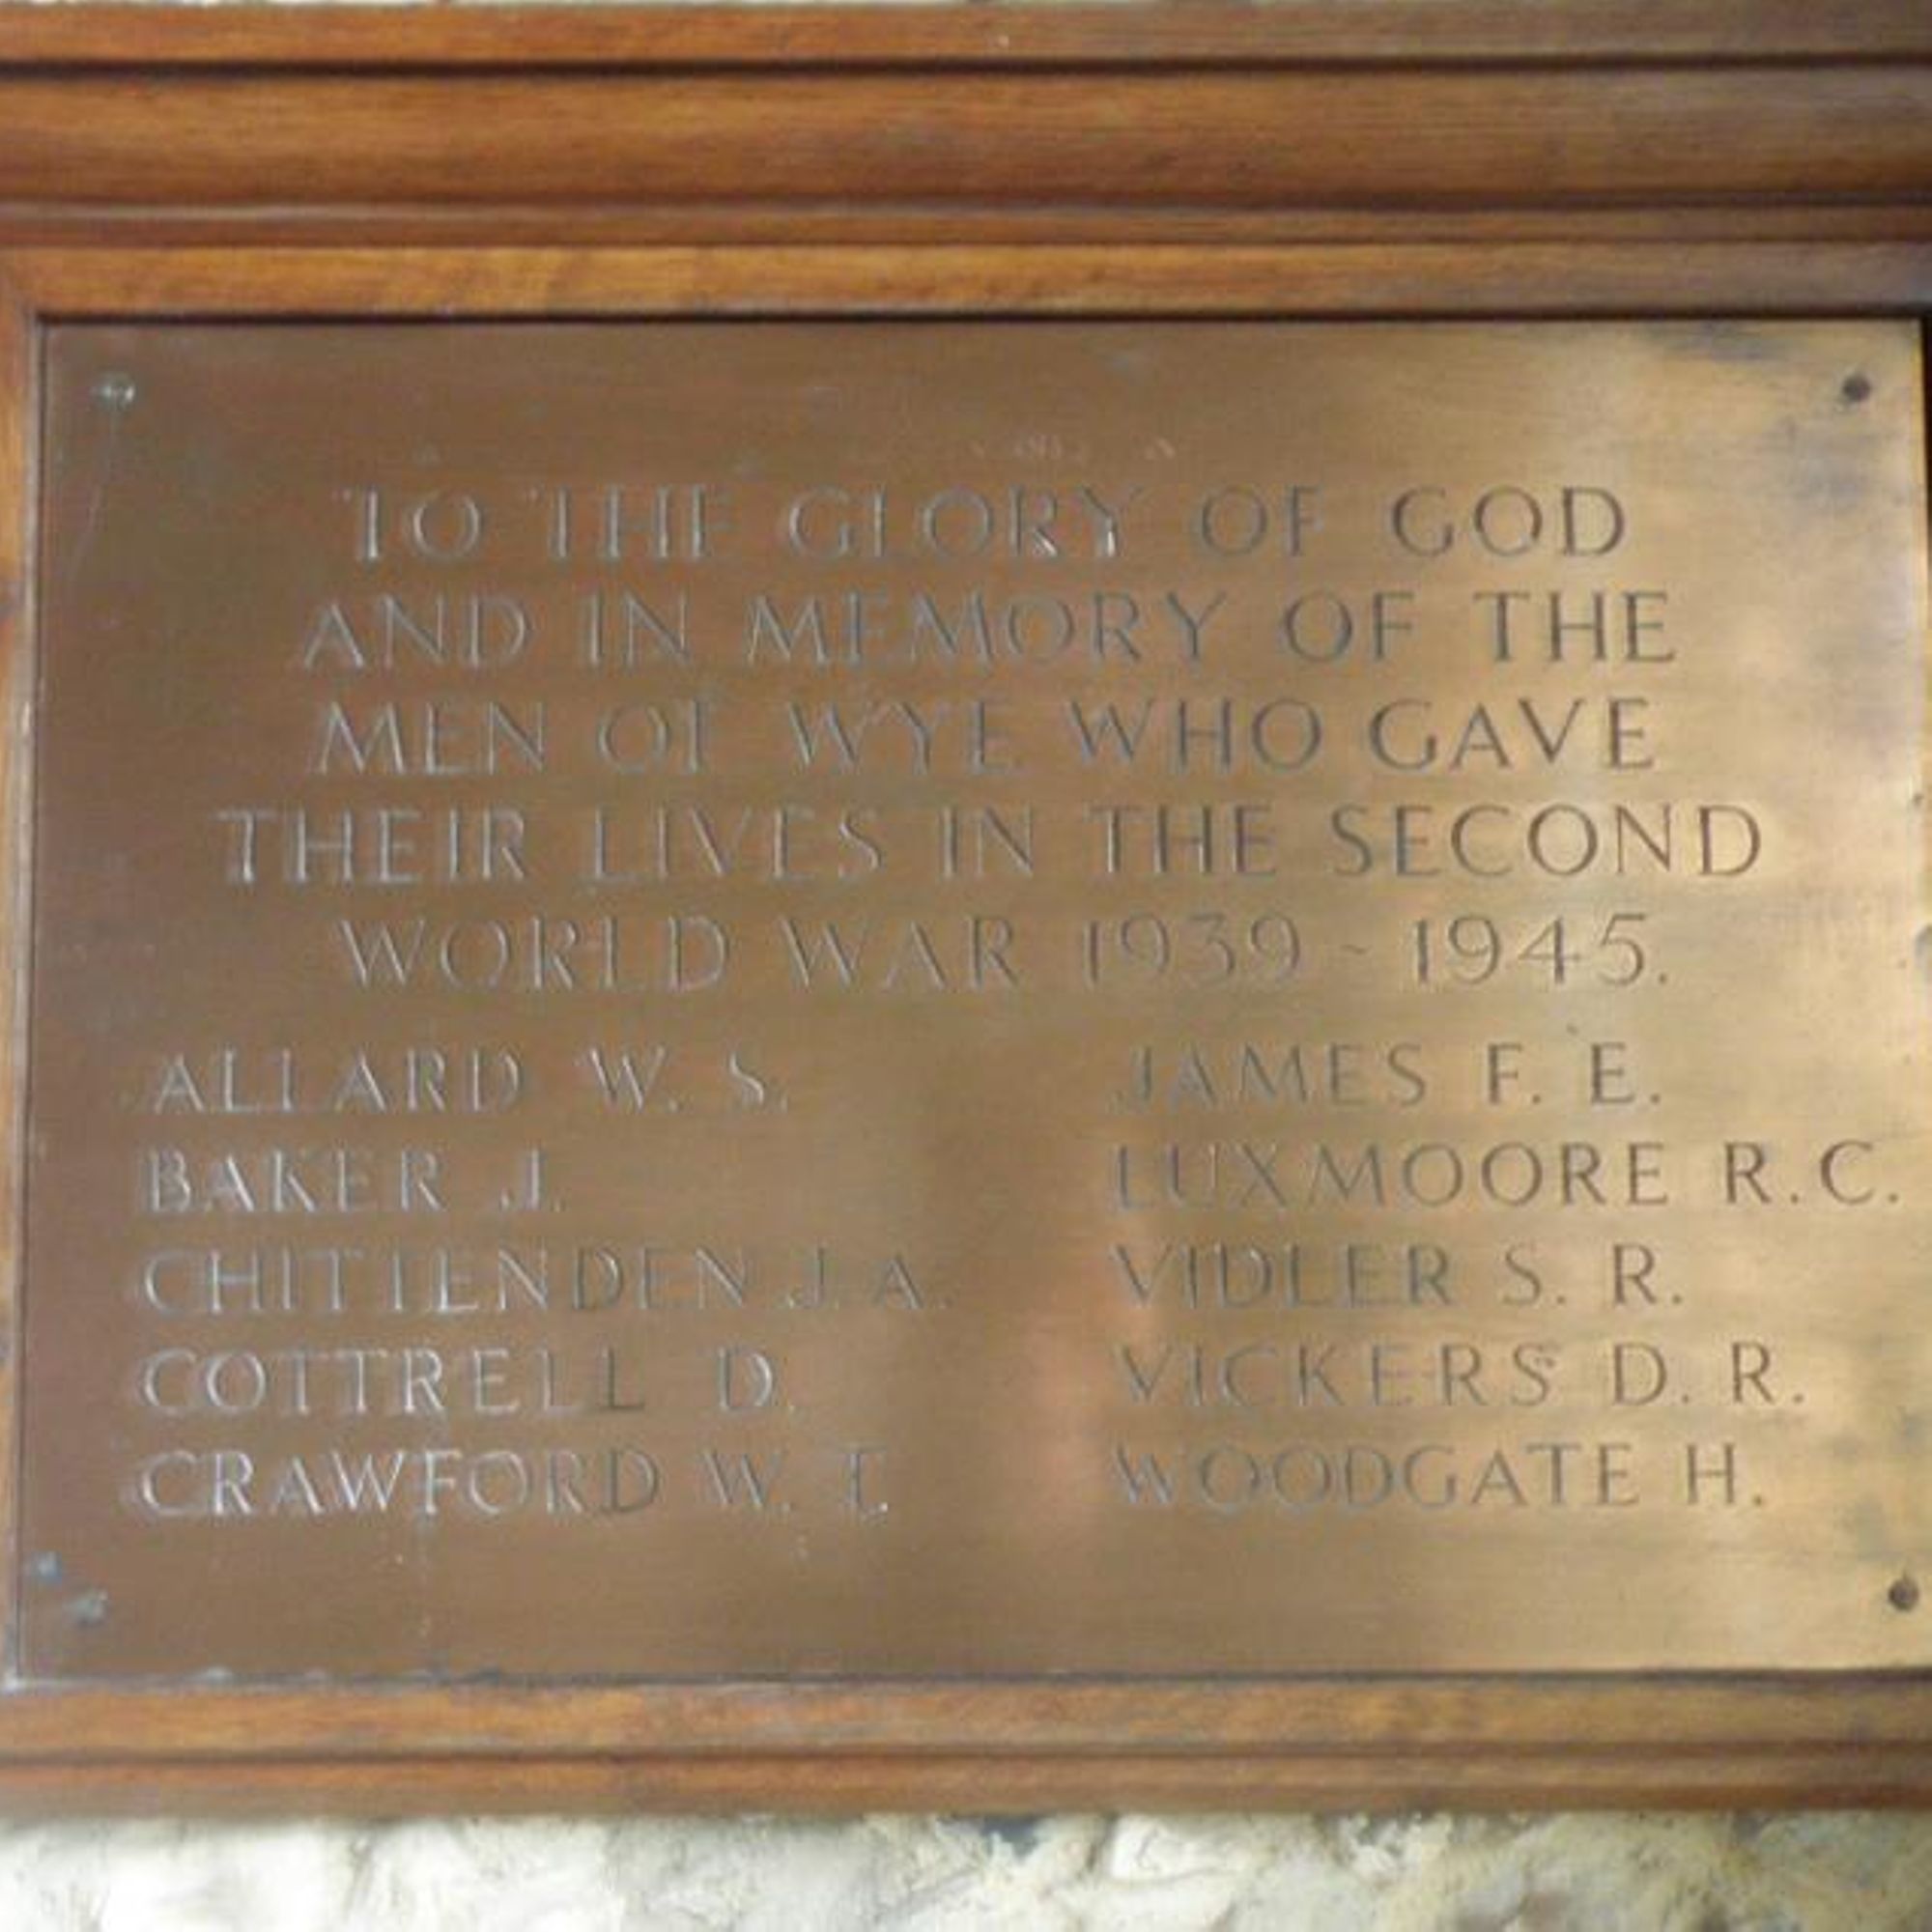 TO THE GLORY OF GOD
AND IN MEMORY OF THE
MEN OF WYE WHO GAVE
THEIR LIVES IN THE SECOND
WORLD WAR 1939 ~ 1945.
ALLARD W. S.
BAKER J.
CHITTENDEN J. A.
COTTRELL D.
CRAWFORD W. T.
JAMES F. E.
LUXMOORE R. C.
VIDLER S. R.
VICKERS D. R.
WOODGATE H.